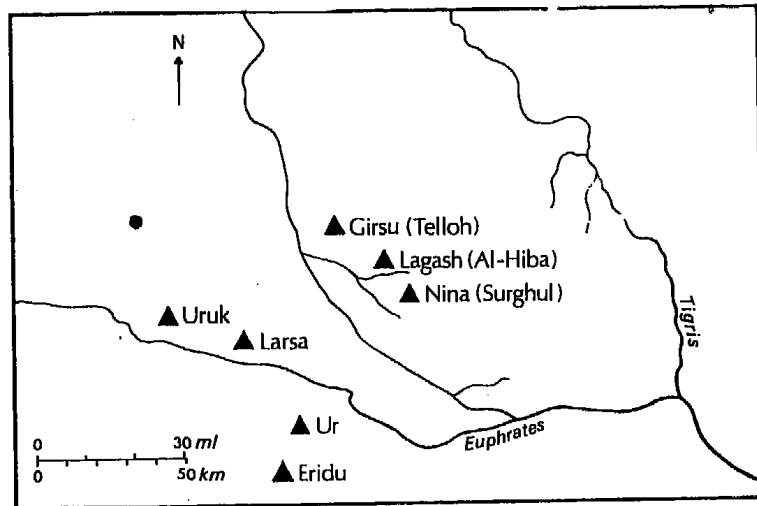 N
Girsu (Telloh)
Lagash (Al-Hiba)
Nina (Surghul)
Uruk
Larsa
Tigris
Ur
Euphrates
0 30 ml
0 50 km
Eridu